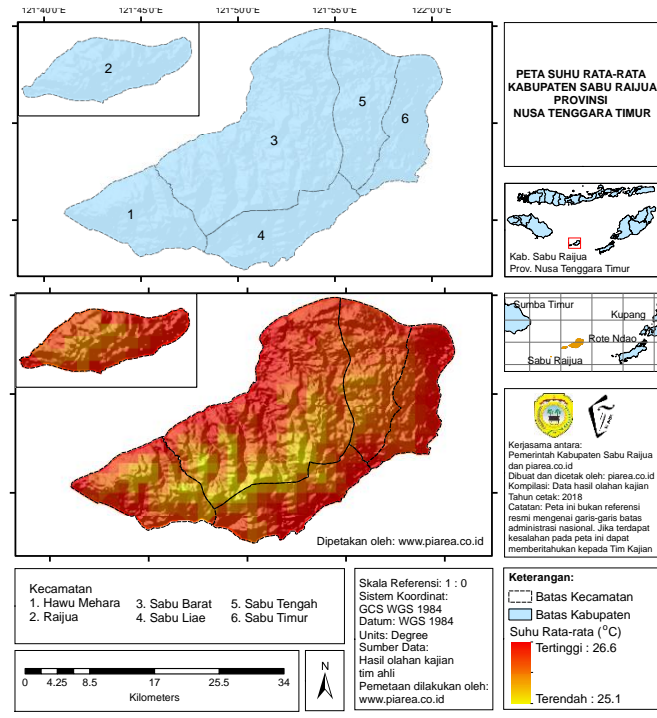 121°40'0"E 121°45'0"E 121°50'0"E 121°55'0"E 122°0'0"E
2
5
6
3
1
4
PETA SUHU RATA-RATA
KABUPATEN SABU RAIJUA
PROVINSI
NUSA TENGGARA TIMUR
Kab. Sabu Raijua
Prov. Nusa Tenggara Timur
Sumba Timur
Kupang
Rote Ndao
Sabu Raijua
Dipetakan oleh: www.piarea.co.id
Kerjasama antara:
Pemerintah Kabupaten Sabu Raijua
dan piarea.co.id
Dibuat dan dicetak oleh: piarea.co.id
Kompilasi: Data hasil olahan kajian
Tahun cetak: 2018
Catatan: Peta ini bukan referensi
resmi mengenai garis-garis batas
administrasi nasional. Jika terdapat
kesalahan pada peta ini dapat
memberitahukan kepada Tim Kajian
Kecamatan
1. Hawu Mehara 3. Sabu Barat 5. Sabu Tengah
2. Raijua 4. Sabu Liae 6. Sabu Timur
0 4.25 8.5 17 25.5 34
Kilometers
N
Skala Referensi: 1 : 0
Sistem Koordinat:
GCS WGS 1984
Datum: WGS 1984
Units: Degree
Sumber Data:
Hasil olahan kajian
tim ahli
Pemetaan dilakukan oleh:
www.piarea.co.id
Keterangan:
Batas Kecamatan
Batas Kabupaten
Suhu Rata-rata (°C)
Tertinggi : 26.6
Terendah : 25.1